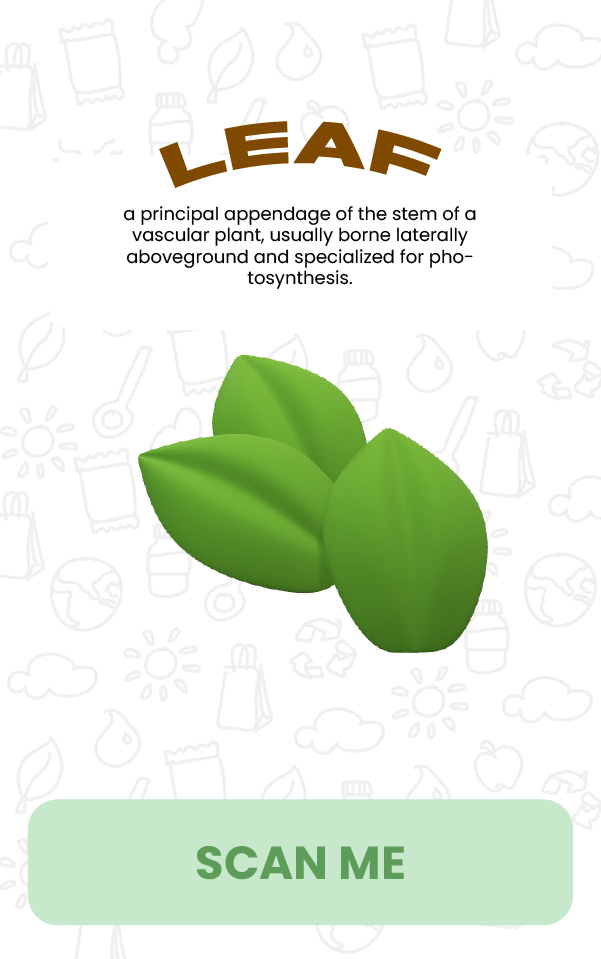 LEAF
a principal appendage of the stem of a
vascular plant, usually borne laterally
aboveground and specialized for pho-
tosynthesis.
SCAN ME